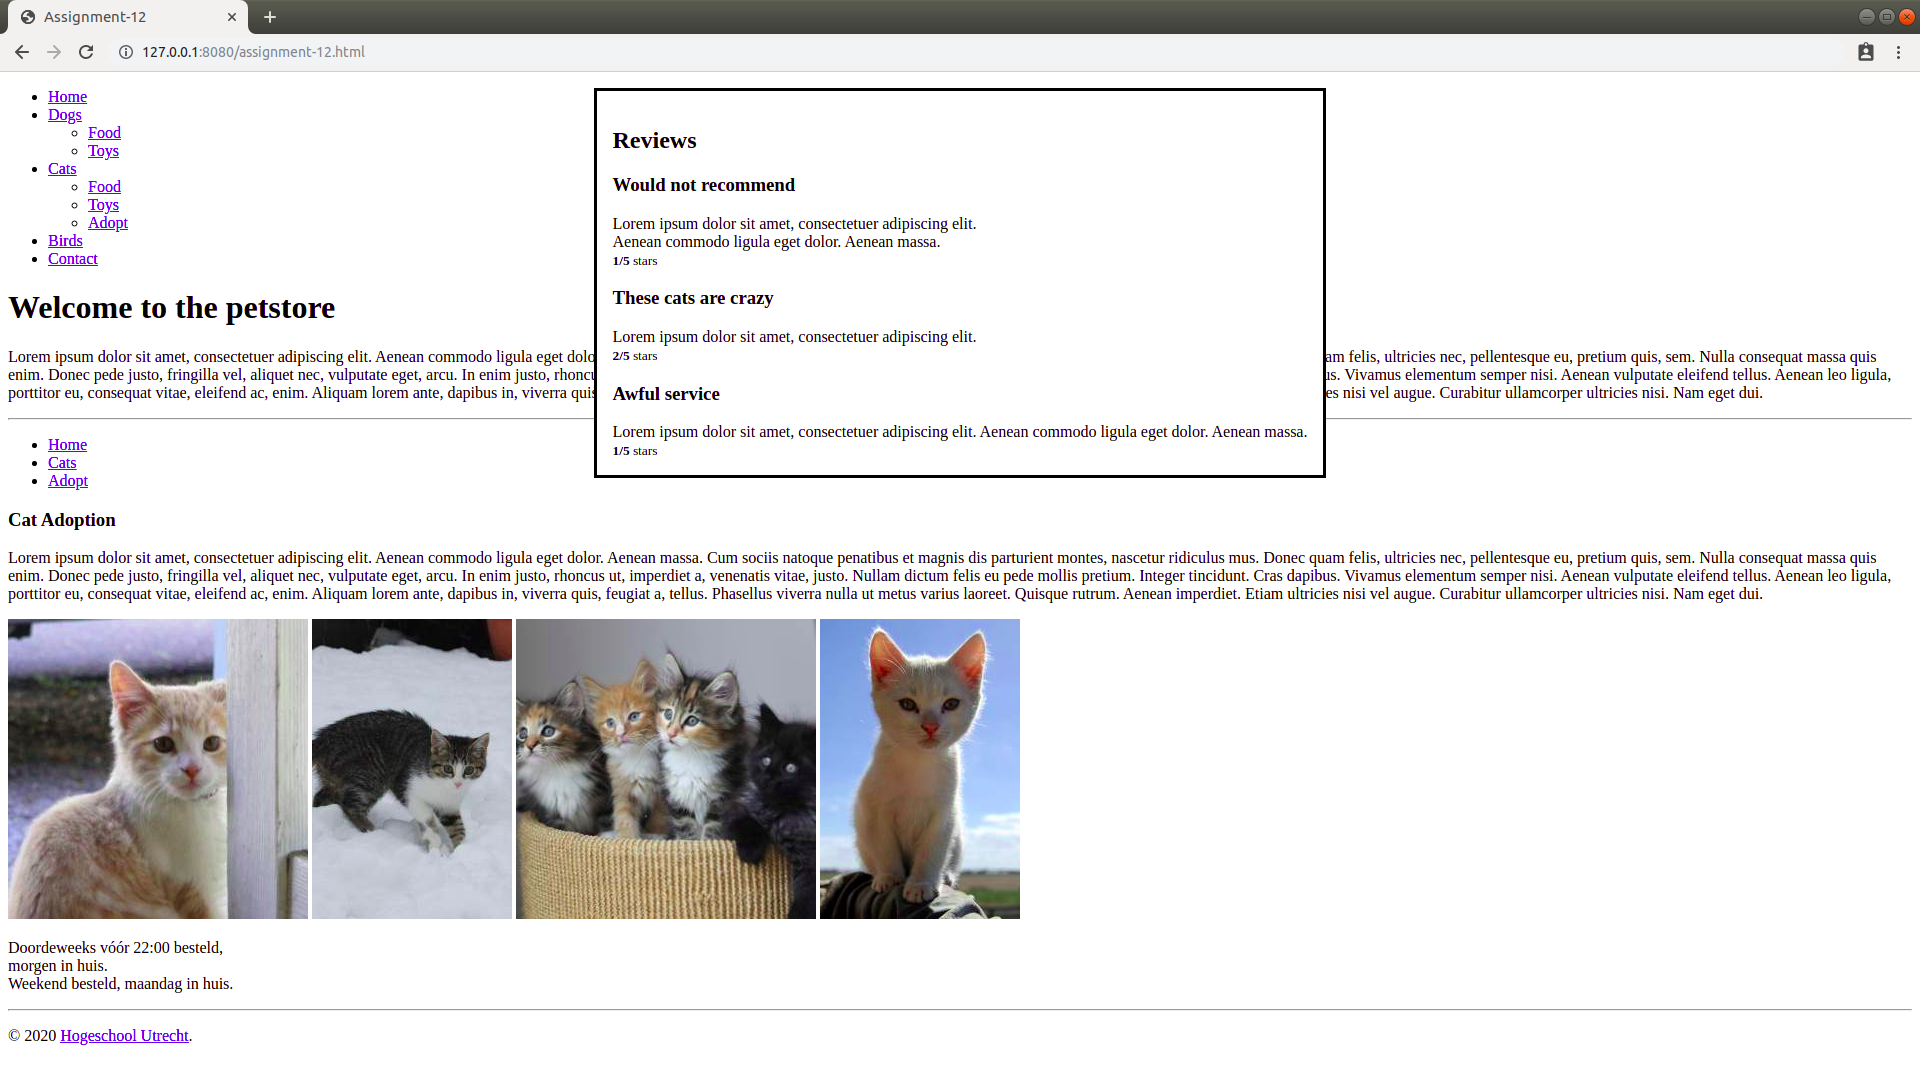 Assignment-12
127.0.0.1:8080/assignment-12.html
Home
Dogs
Food
Toys
Cats
Food
Toys
Adopt
Birds
Contact
Welcome to the petstore
Lorem ipsum dolor sit amet, consectetuer adipiscing elit. Aenean commodo ligula eget dolo
am felis, ultricies nec, pellentesque eu, pretium quis, sem. Nulla consequat massa quis
enim. Donec pede justo, fringilla vel, aliquet nec, vulputate eget, arcu. In enim justo, rhoncu
us. Vivamus elementum semper nisi. Aenean vulputate eleifend tellus. Aenean leo ligula,
porttitor eu, consequat vitae, eleifend ac, enim. Aliquam lorem ante, dapibus in, viverra quis
es nisi vel augue. Curabitur ullamcorper ultricies nisi. Nam eget dui.
Reviews
Would not recommend
Lorem ipsum dolor sit amet, consectetuer adipiscing elit.
Aenean commodo ligula eget dolor. Aenean massa.
1/5 stars
These cats are crazy
Lorem ipsum dolor sit amet, consectetuer adipiscing elit.
2/5 stars
Awful service
Lorem ipsum dolor sit amet, consectetuer adipiscing elit. Aenean commodo ligula eget dolor. Aenean massa.
1/5 stars
Home
Cats
Adopt
Cat Adoption
Lorem ipsum dolor sit amet, consectetuer adipiscing elit. Aenean commodo ligula eget dolor. Aenean massa. Cum sociis natoque penatibus et magnis dis parturient montes, nascetur ridiculus mus. Donec quam felis, ultricies nec, pellentesque eu, pretium quis, sem. Nulla consequat massa quis
enim. Donec pede justo, fringilla vel, aliquet nec, vulputate eget, arcu. In enim justo, rhoncus ut, imperdiet a, venenatis vitae, justo. Nullam dictum felis eu pede mollis pretium. Integer tincidunt. Cras dapibus. Vivamus elementum semper nisi. Aenean vulputate eleifend tellus. Aenean leo ligula,
porttitor eu, consequat vitae, eleifend ac, enim. Aliquam lorem ante, dapibus in, viverra quis, feugiat a, tellus. Phasellus viverra nulla ut metus varius laoreet. Quisque rutrum. Aenean imperdiet. Etiam ultricies nisi vel augue. Curabitur ullamcorper ultricies nisi. Nam eget dui.
Doordeweeks vóór 22:00 besteld,
morgen in huis.
Weekend besteld, maandag in huis.
© 2020 Hogeschool Utrecht.